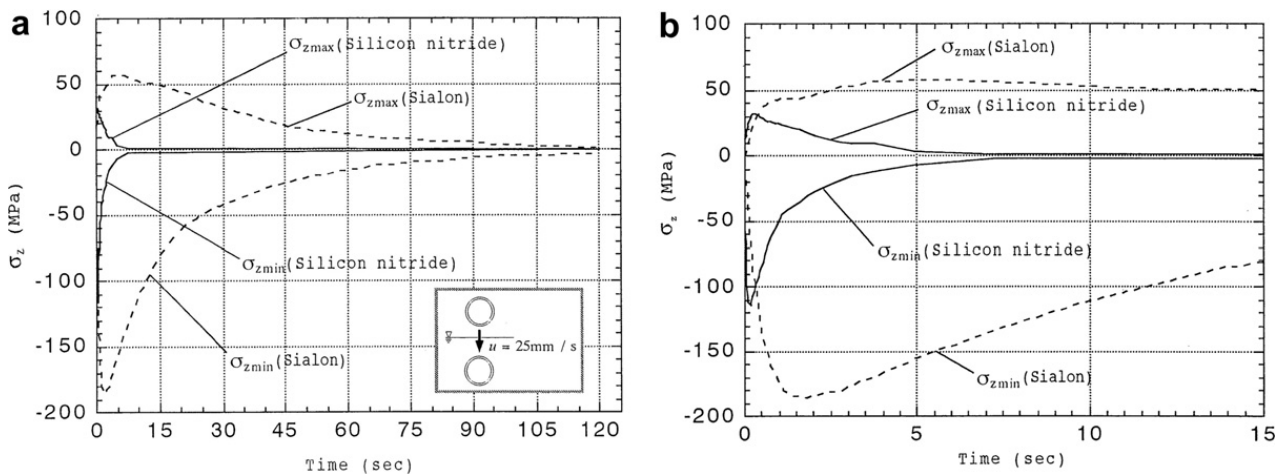 a
100
50
0
-50
-100
-150
-200
σz (MPa)
σzmax(Silicon nitride)
σzmax(Sialon)
σzmin(Silicon nitride)
σzmin(Sialon)
u = 25mm / s
0 15 30 45 60 75 90 105 120
Time (sec)
b
100
50
0
-50
-100
-150
-200
σz (MPa)
σzmax(Sialon)
σzmax(Silicon nitride)
σzmin(Silicon nitride)
σzmin(Sialon)
0 5 10 15
Time (sec)